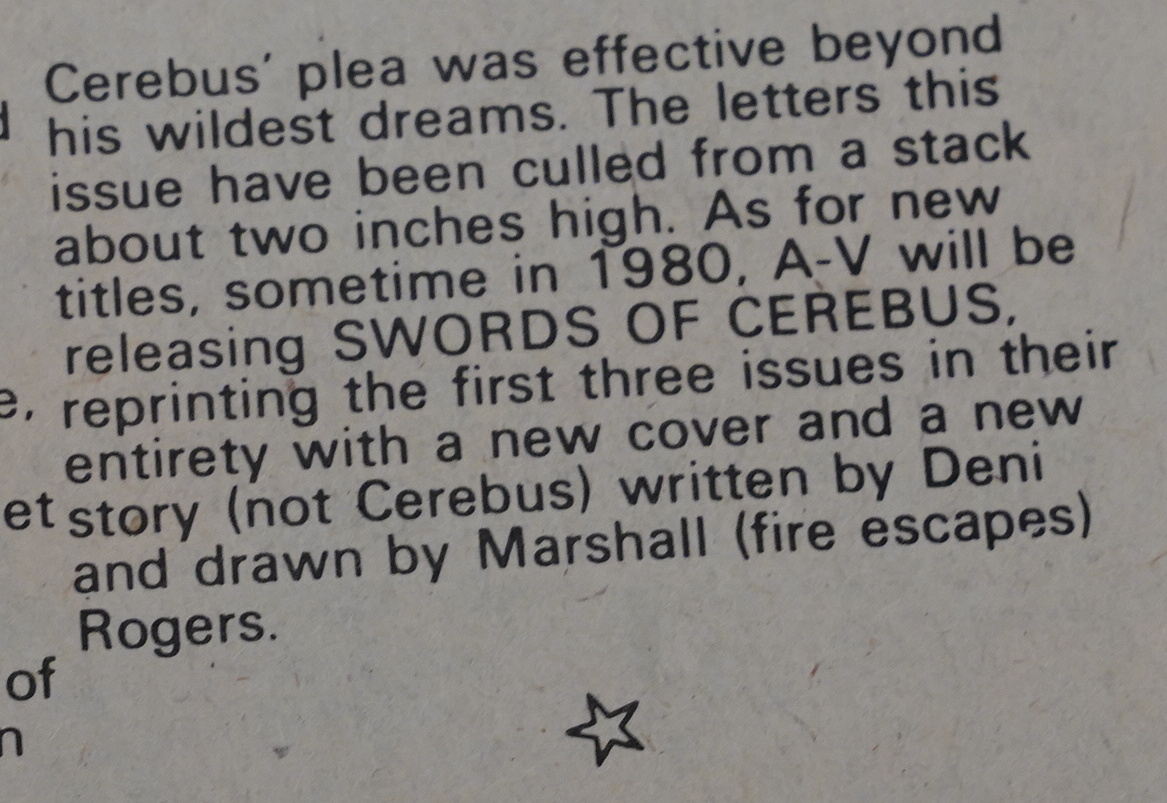 Cerebus' plea was effective beyond
his wildest dreams. The letters this
issue have been culled from a stack
about two inches high. As for new
titles, sometime in 1980, A-V will be
releasing SWORDS OF CEREBUS,
reprinting the first three issues in their
entirety with a new cover and a new
story (not Cerebus) written by Deni
and drawn by Marshall (fire escapes)
Rogers.
et
of